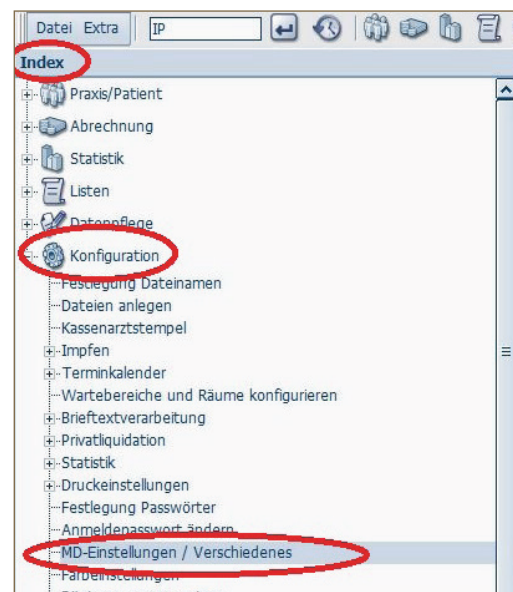 Datei Extra IP
Index
Praxis/Patient
Abrechnung
Statistik
Listen
Datenpflege
Konfiguration
Festlegung Dateinamen
Dateien anlegen
Kassenarztstempel
Impfen
Terminkalender
Wartebereiche und Räume konfigurieren
Brieftextverarbeitung
Privatliquidation
Statistik
Druckeinstellungen
Festlegung Passwörter
Anmeldepasswort ändern
MD-Einstellungen / Verschiedenes
Farbeinstellungen